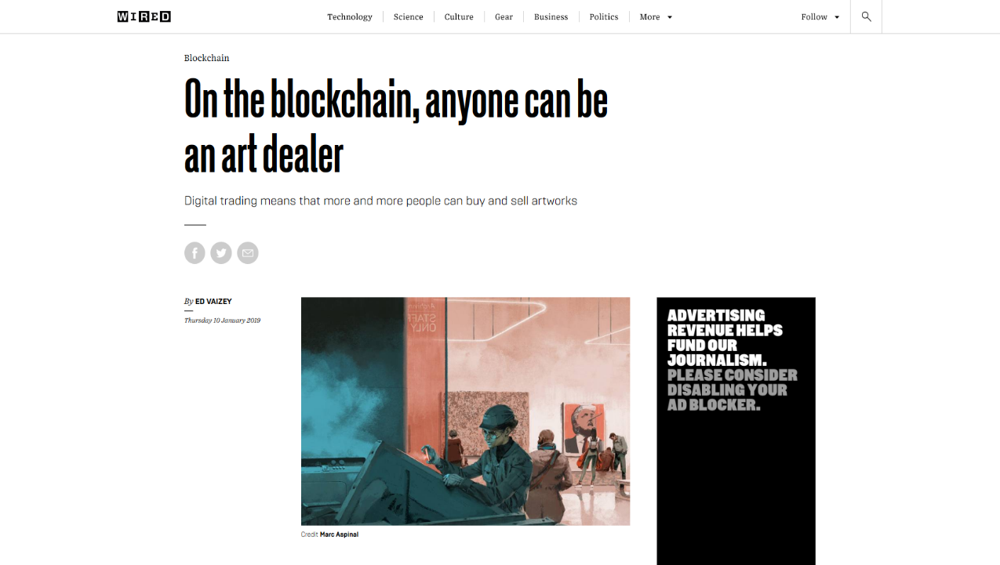 WIRED
Technology
Science
Culture
Gear
Business
Politics
More
Follow
Blockchain
On the blockchain, anyone can be
an art dealer
Digital trading means that more and more people can buy and sell artworks
By ED VAIZEY
Thursday 10 January 2019
STAFF
ONLY
Credit Marc Aspinal
ADVERTISING
REVENUE HELPS
FUND OUR
JOURNALISM.
PLEASE CONSIDER
DISABLING YOUR
AD BLOCKER.